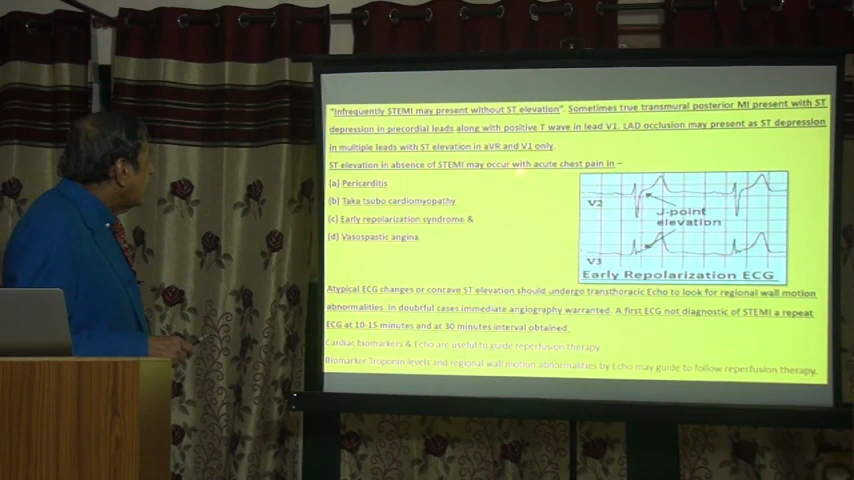 "Infrequently STEMI may present without ST elevation". Sometimes true transmural posterior MI present with ST
depression in precordial leads along with positive T wave in lead V1. LAD occlusion may present as ST depression
in multiple leads with ST elevation in aVR and V1 only.
ST elevation in absence of STEMI may occur with acute chest pain in –
(a) Pericarditis
(b) Taka tsubo cardiomyopathy
(c) Early repolarization syndrome &
(d) Vasospastic angina
V2
J-point
elevation
V3
Early Repolarization ECG
Atypical ECG changes or concave ST elevation should undergo transthoracic Echo to look for regional wall motion
abnormalities. In doubtful cases immediate angiography warranted. A first ECG not diagnostic of STEMI a repeat
ECG at 10-15 minutes and at 30 minutes interval obtained.
Cardiac biomarkers & Echo are useful to guide reperfusion therapy.
Biomarker Troponin levels and regional wall motion abnormalities by Echo may guide to follow reperfusion therapy.